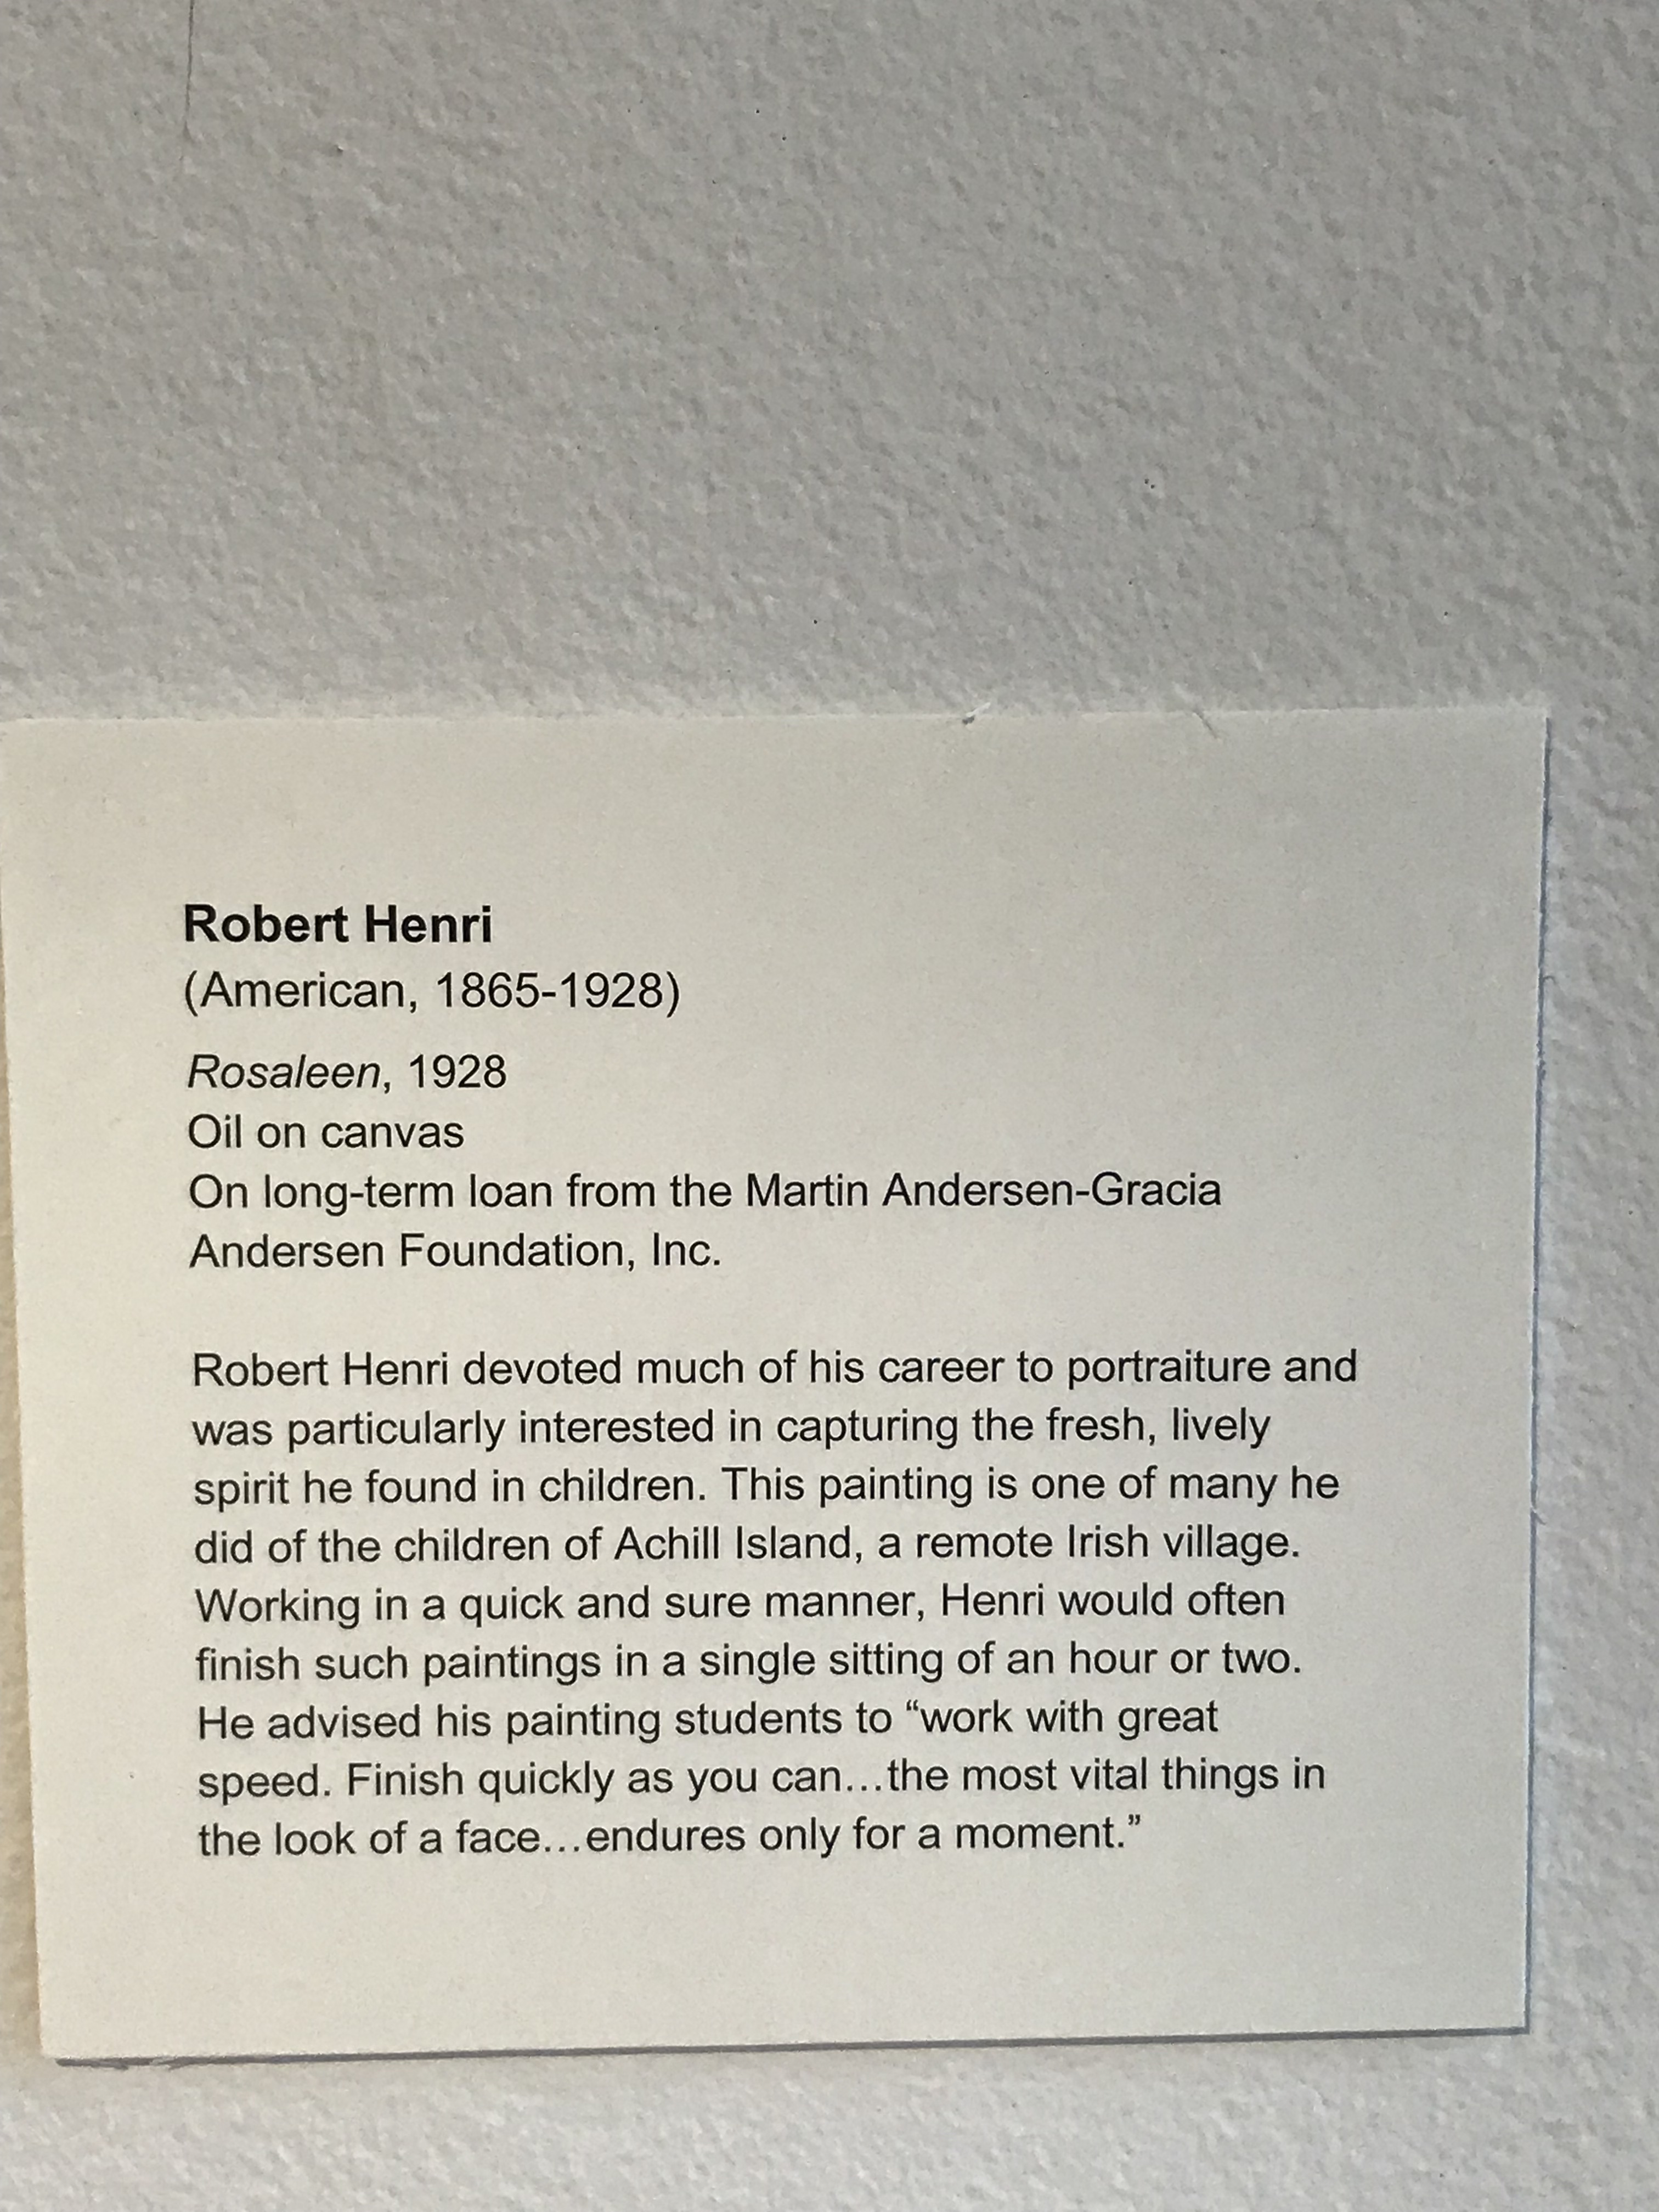 Robert Henri
(American, 1865-1928)
Rosaleen, 1928
Oil on canvas
On long-term loan from the Martin Andersen-Gracia
Andersen Foundation, Inc.
Robert Henri devoted much of his career to portraiture and
was particularly interested in capturing the fresh, lively
spirit he found in children. This painting is one of many he
did of the children of Achill Island, a remote Irish village.
Working in a quick and sure manner, Henri would often
finish such paintings in a single sitting of an hour or two.
He advised his painting students to “work with great
speed. Finish quickly as you can…the most vital things in
the look of a face…endures only for a moment.”